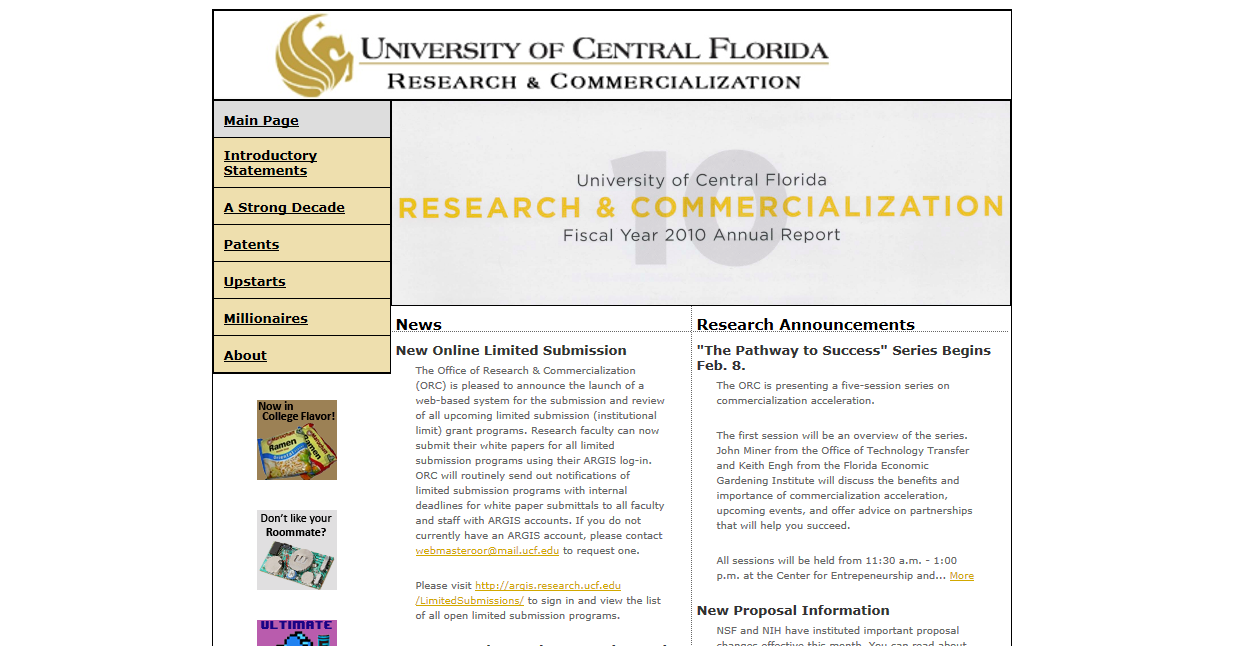 UNIVERSITY OF CENTRAL FLORIDA
RESEARCH & COMMERCIALIZATION
Main Page
Introductory
Statements
A Strong Decade
Patents
Upstarts
Millionaires
About
Now in
College Flavor!
Maruchan
Ramen
Ramen
Don't like your
Roommate?
ULTIMATE
10
University of Central Florida
RESEARCH & COMMERCIALIZATION
Fiscal Year 2010 Annual Report
News
New Online Limited Submission
The Office of Research & Commercialization
(ORC) is pleased to announce the launch of a
web-based system for the submission and review
of all upcoming limited submission (institutional
limit) grant programs. Research faculty can now
submit their white papers for all limited
submission programs using their ARGIS log-in.
ORC will routinely send out notifications of
limited submission programs with internal
deadlines for white paper submittals to all faculty
and staff with ARGIS accounts. If you do not
currently have an ARGIS account, please contact
webmasteroor@mail.ucf.edu to request one.
Please visit http://argis.research.ucf.edu
/LimitedSubmissions/ to sign in and view the list
of all open limited submission programs.
Research Announcements
"The Pathway to Success" Series Begins
Feb. 8.
The ORC is presenting a five-session series on
commercialization acceleration.
The first session will be an overview of the series.
John Miner from the Office of Technology Transfer
and Keith Engh from the Florida Economic
Gardening Institute will discuss the benefits and
importance of commercialization acceleration,
upcoming events, and offer advice on partnerships
that will help you succeed.
All sessions will be held from 11:30 a.m. - 1:00
p.m. at the Center for Entrepeneurship and... More
New Proposal Information
NSF and NIH have instituted important proposal
changes effective this month. You can read about